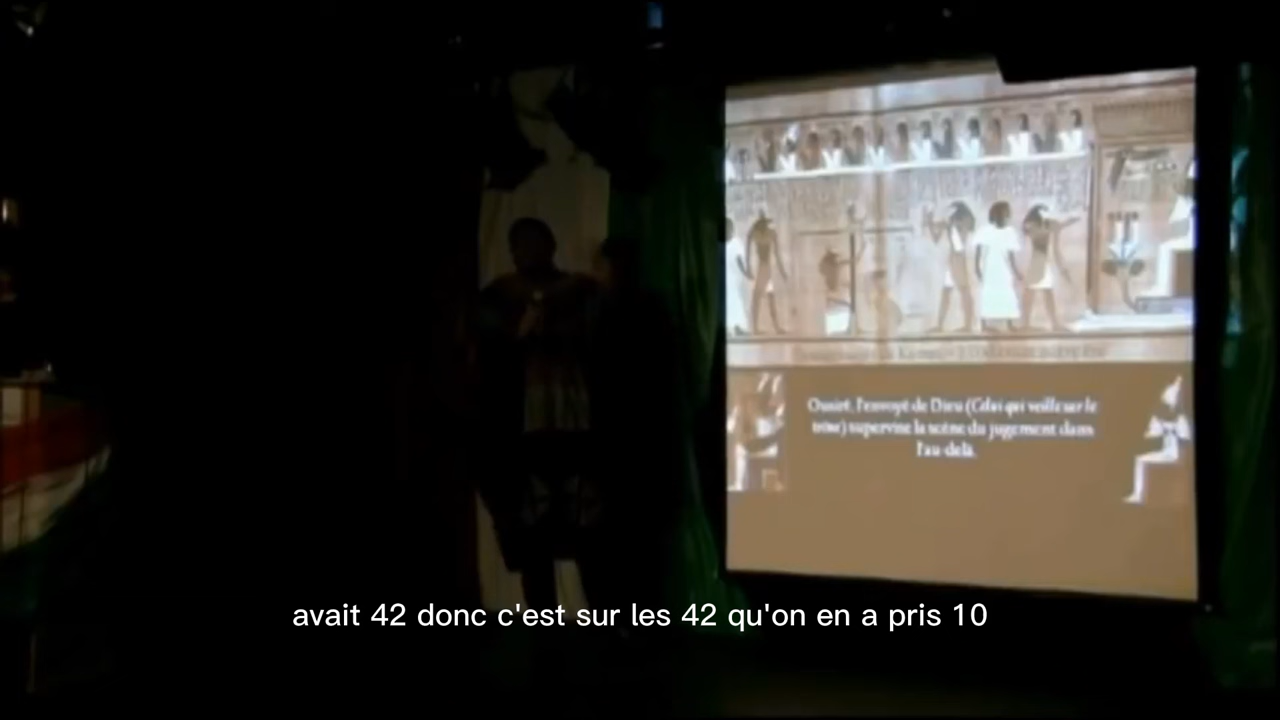 Ousiré, l'envoyé de Dieu (Celui qui veille sur le
trône) supervise la scène du jugement dans
l'au-delà.
avait 42 donc c'est sur les 42 qu'on en a pris 10